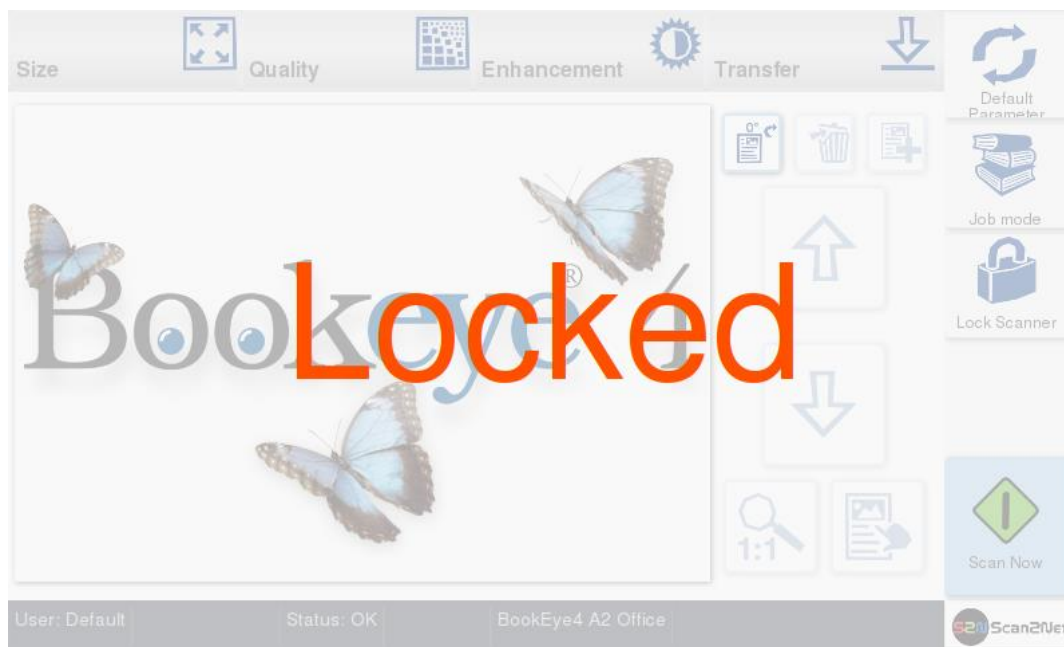 Size
Quality
Enhancement
Transfer
Default
Parameter
0°
Job mode
Bookeye® 4
Locked
Lock Scanner
1:1
Scan Now
User: Default
Status: OK
BookEye4 A2 Office
S2N Scan2Net